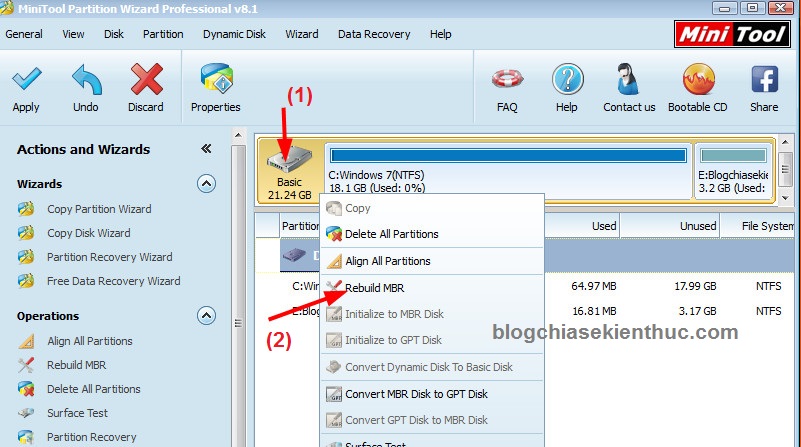 MiniTool Partition Wizard Professional v8.1
General View Disk Partition Dynamic Disk Wizard Data Recovery Help
Mini Tool
Apply Undo Discard Properties FAQ Help Contact us Bootable CD Share
(1)
Actions and Wizards
Wizards
Copy Partition Wizard
Copy Disk Wizard
Partition Recovery Wizard
Free Data Recovery Wizard
Operations
Align All Partitions
Rebuild MBR
Delete All Partitions
Surface Test
Partition Recovery
Basic
21.24 GB
C:Windows 7(NTFS)
18.1 GB (Used: 0%)
E:Blogchiasekie
3.2 GB (Used:
Partition Used Unused File System
D
C:Win 64.97 MB 17.99 GB NTFS
E:Blog 16.81 MB 3.17 GB NTFS
Copy
Delete All Partitions
Align All Partitions
Rebuild MBR
Initialize to MBR Disk
Initialize to GPT Disk
Convert Dynamic Disk To Basic Disk
Convert MBR Disk to GPT Disk
Convert GPT Disk to MBR Disk
Surface Test
(2)
blogchiasekienthuc.com